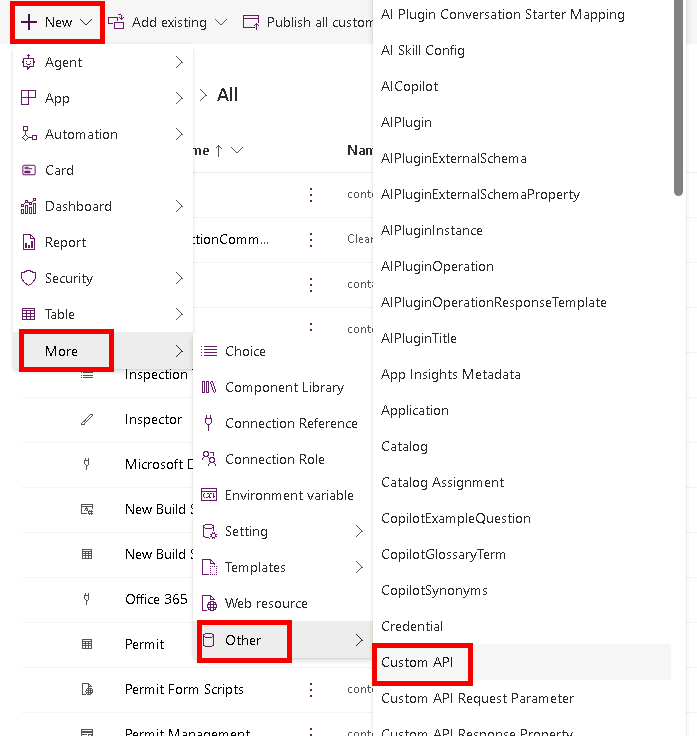 New
Add existing
Publish all custom
Agent
App
Automation
Card
Dashboard
Report
Security
Table
More
All
me ↑
Nam
cont
ctionComm...
Clear
conta
cont
Inspection
Inspector
Microsoft D
New Build S
New Build S
Office 365
Permit
Permit Form Scripts
cont
Permit Management
Choice
Component Library
Connection Reference
Connection Role
Environment variable
Setting
Templates
Web resource
Other
AI Plugin Conversation Starter Mapping
AI Skill Config
AICopilot
AIPlugin
AIPluginExternalSchema
AIPluginExternalSchemaProperty
AIPluginInstance
AIPluginOperation
AIPluginOperationResponseTemplate
AIPluginTitle
App Insights Metadata
Application
Catalog
Catalog Assignment
CopilotExampleQuestion
CopilotGlossaryTerm
CopilotSynonyms
Credential
Custom API
Custom API Request Parameter
Custom API Response Property